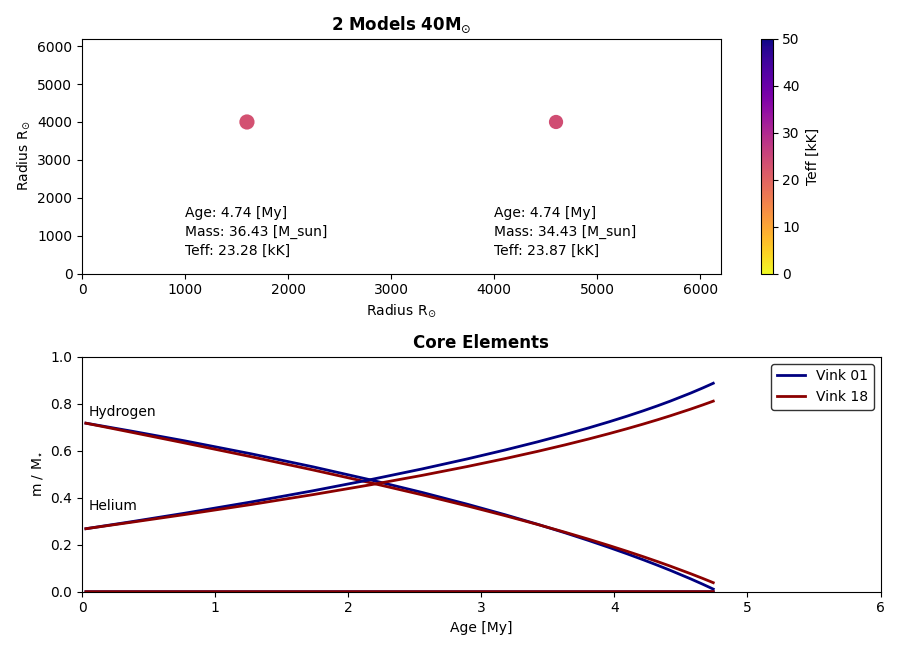 2 Models 40M☉
6000
5000
4000
3000
2000
1000
0
Radius R☉
Age: 4.74 [My]
Mass: 36.43 [M_sun]
Teff: 23.28 [kK]
Age: 4.74 [My]
Mass: 34.43 [M_sun]
Teff: 23.87 [kK]
0 1000 2000 3000 4000 5000 6000
Radius R☉
50
40
30
20
10
0
Teff [kK]
Core Elements
1.0
0.8
0.6
0.4
0.2
0.0
m / M⋆
Hydrogen
Helium
Vink 01
Vink 18
0 1 2 3 4 5 6
Age [My]